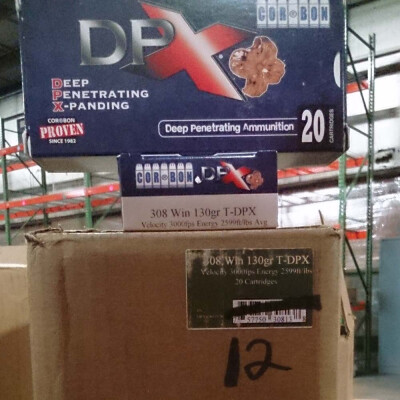 COR BON
DPX
DEEP
PENETRATING
X-PANDING
CORBON
PROVEN
SINCE 1982
Deep Penetrating Ammunition
20
CARTRIDGES
COR BON
DPX
308 Win 130gr T-DPX
Velocity 3000fps Energy 2599ft/lbs Avg
308 Win 130gr T-DPX
Velocity 3000fps Energy 2599ft/lbs
20 Cartridges
12